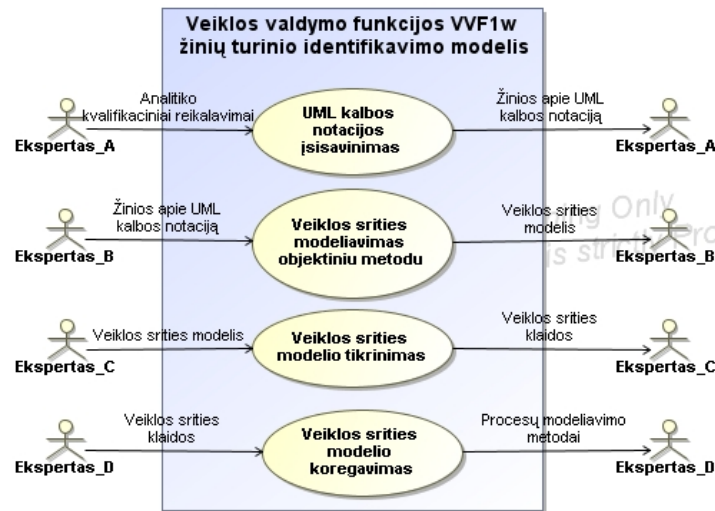 Veiklos valdymo funkcijos VVF1w
žinių turinio identifikavimo modelis
Analitiko
kvalifikaciniai reikalavimai
Ekspertas_A
UML kalbos
notacijos
įsisavinimas
Žinios apie UML
kalbos notaciją
Ekspertas_A
Žinios apie UML
kalbos notaciją
Ekspertas_B
Veiklos srities
modeliavimas
objektiniu metodu
Veiklos srities
modelis
Ekspertas_B
Only
is strictly
Veiklos srities modelis
Ekspertas_C
Veiklos srities
modelio tikrinimas
Veiklos srities
klaidos
Ekspertas_C
Veiklos srities
klaidos
Ekspertas_D
Veiklos srities
modelio
koregavimas
Procesų modeliavimo
metodai
Ekspertas_D